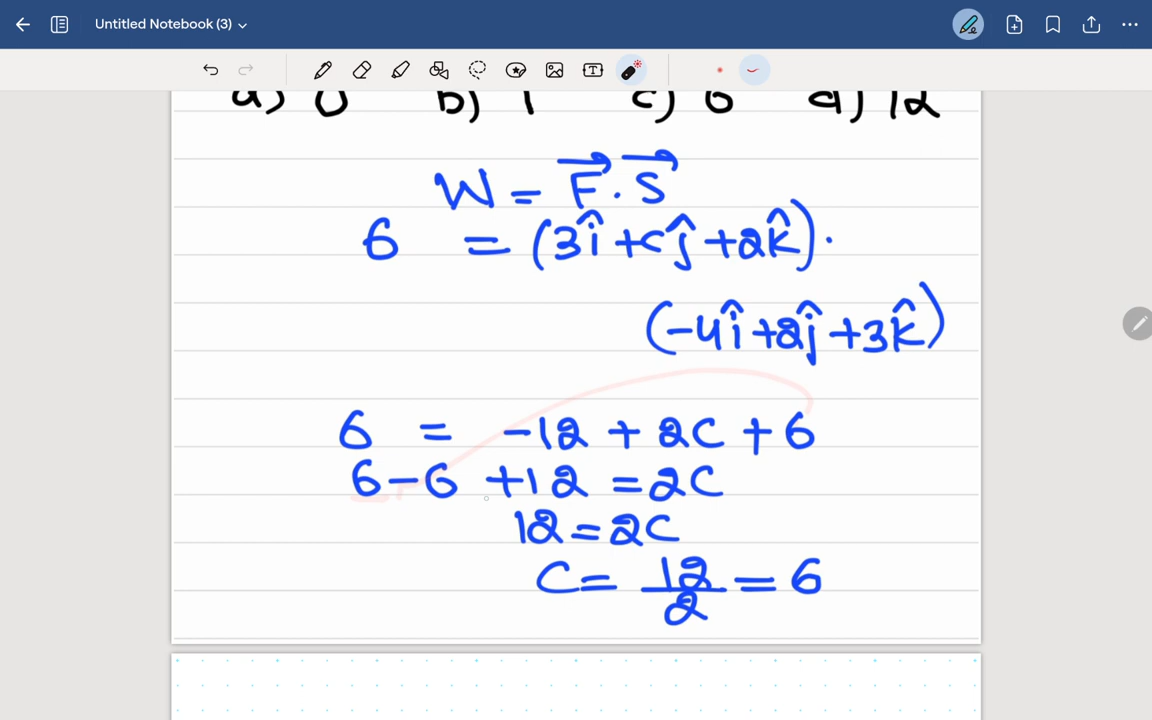 Untitled Notebook (3)
a) 0 b) 1 c) 6 d) 12
W = F⃗ . S⃗
6 = (3î + cĵ + 2k̂) .
(-4î + 2ĵ + 3k̂)
6 = -12 + 2C + 6
6 - 6 + 12 = 2C
12 = 2C
C = 12/2 = 6